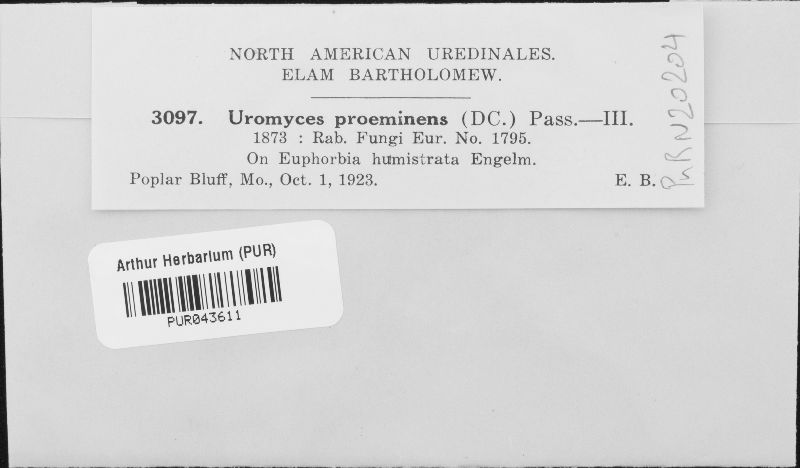 NORTH AMERICAN UREDINALES.
ELAM BARTHOLOMEW.
3097. Uromyces proeminens (DC.) Pass.—III.
1873 : Rab. Fungi Eur. No. 1795.
On Euphorbia humistrata Engelm.
Poplar Bluff, Mo., Oct. 1, 1923. E. B.
PURN20204
Arthur Herbarium (PUR)
PUR043611